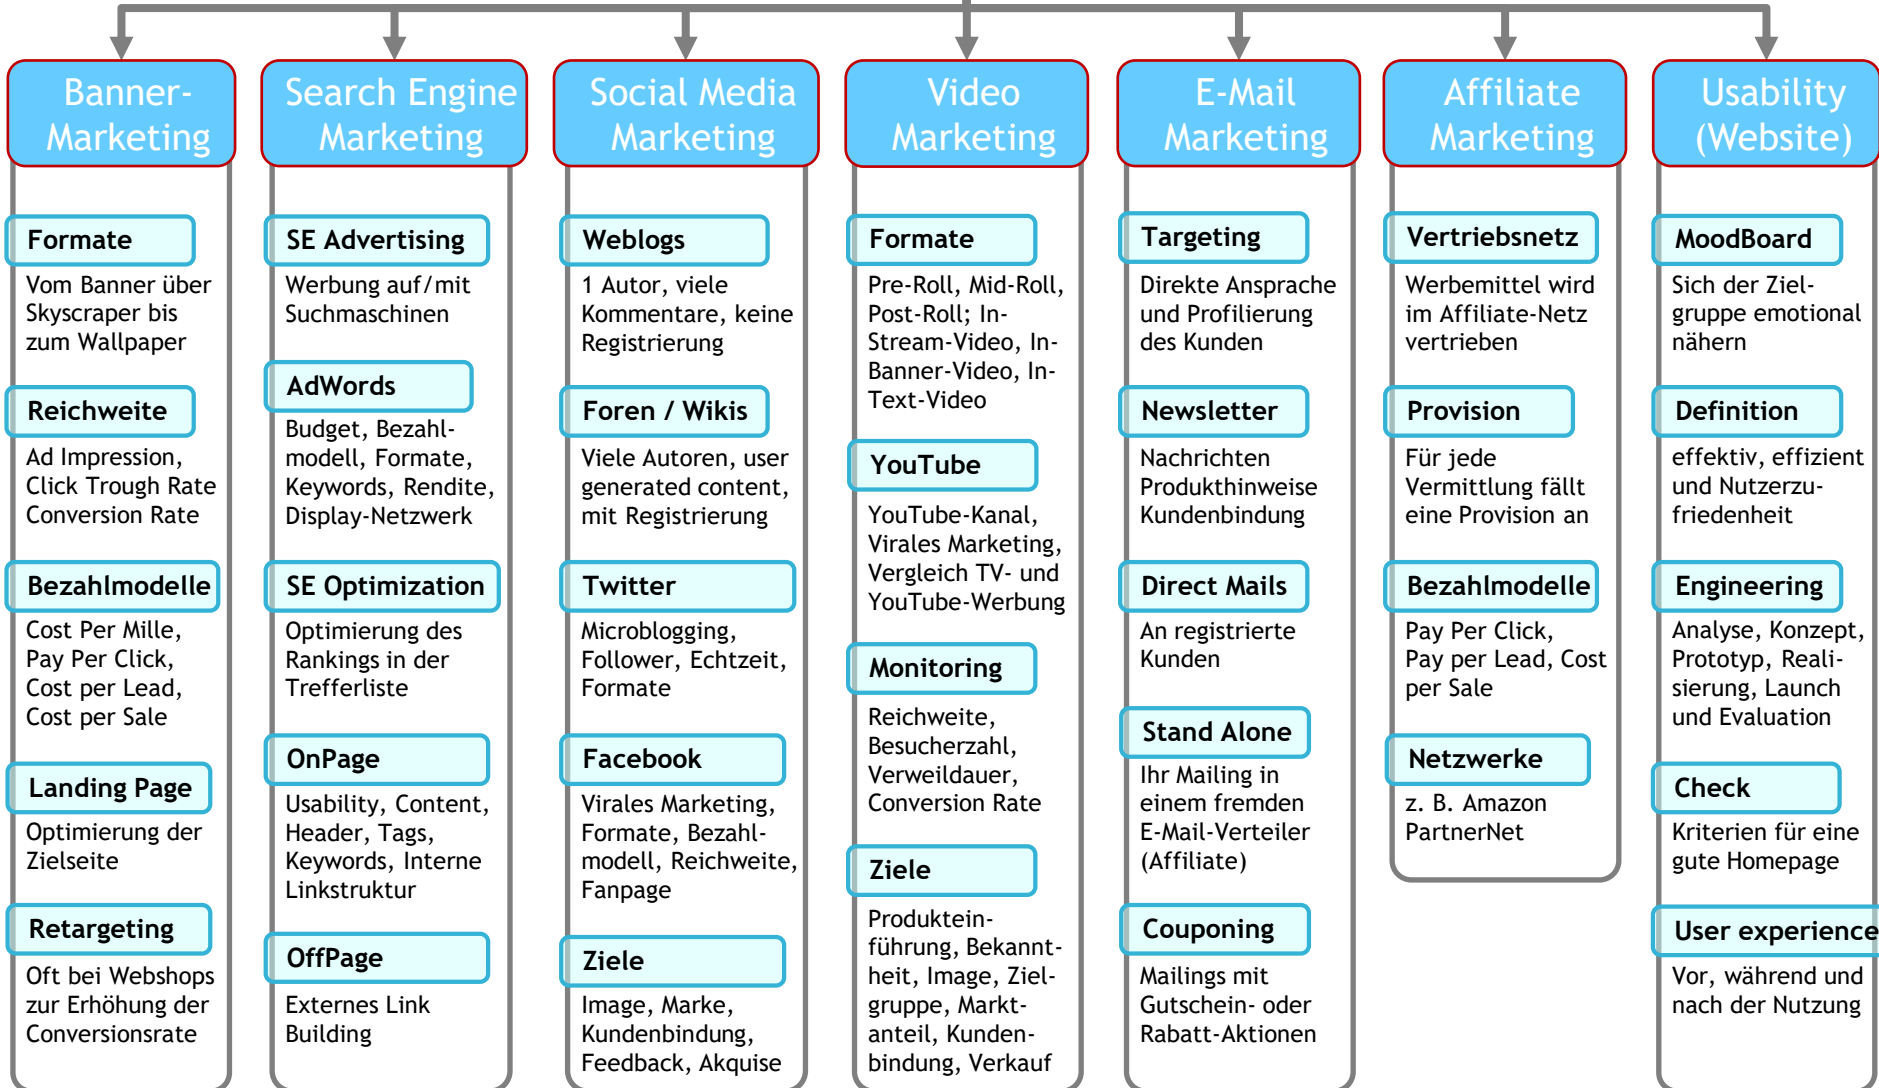 Banner-
Marketing
Formate
Vom Banner über
Skyscraper bis
zum Wallpaper
Reichweite
Ad Impression,
Click Trough Rate
Conversion Rate
Bezahlmodelle
Cost Per Mille,
Pay Per Click,
Cost per Lead,
Cost per Sale
Landing Page
Optimierung der
Zielseite
Retargeting
Oft bei Webshops
zur Erhöhung der
Conversionsrate
Search Engine
Marketing
SE Advertising
Werbung auf/mit
Suchmaschinen
AdWords
Budget, Bezahl-
modell, Formate,
Keywords, Rendite,
Display-Netzwerk
SE Optimization
Optimierung des
Rankings in der
Trefferliste
OnPage
Usability, Content,
Header, Tags,
Keywords, Interne
Linkstruktur
OffPage
Externes Link
Building
Social Media
Marketing
Weblogs
1 Autor, viele
Kommentare, keine
Registrierung
Foren / Wikis
Viele Autoren, user
generated content,
mit Registrierung
Twitter
Microblogging,
Follower, Echtzeit,
Formate
Facebook
Virales Marketing,
Formate, Bezahl-
modell, Reichweite,
Fanpage
Ziele
Image, Marke,
Kundenbindung,
Feedback, Akquise
Video
Marketing
Formate
Pre-Roll, Mid-Roll,
Post-Roll; In-
Stream-Video, In-
Banner-Video, In-
Text-Video
YouTube
YouTube-Kanal,
Virales Marketing,
Vergleich TV- und
YouTube-Werbung
Monitoring
Reichweite,
Besucherzahl,
Verweildauer,
Conversion Rate
Ziele
Produktein-
führung, Bekannt-
heit, Image, Ziel-
gruppe, Markt-
anteil, Kunden-
bindung, Verkauf
E-Mail
Marketing
Targeting
Direkte Ansprache
und Profilierung
des Kunden
Newsletter
Nachrichten
Produkthinweise
Kundenbindung
Direct Mails
An registrierte
Kunden
Stand Alone
Ihr Mailing in
einem fremden
E-Mail-Verteiler
(Affiliate)
Couponing
Mailings mit
Gutschein- oder
Rabatt-Aktionen
Affiliate
Marketing
Vertriebsnetz
Werbemittel wird
im Affiliate-Netz
vertrieben
Provision
Für jede
Vermittlung fällt
eine Provision an
Bezahlmodelle
Pay Per Click,
Pay per Lead, Cost
per Sale
Netzwerke
z. B. Amazon
PartnerNet
Usability
(Website)
MoodBoard
Sich der Ziel-
gruppe emotional
nähern
Definition
effektiv, effizient
und Nutzerzu-
friedenheit
Engineering
Analyse, Konzept,
Prototyp, Reali-
sierung, Launch
und Evaluation
Check
Kriterien für eine
gute Homepage
User experience
Vor, während und
nach der Nutzung